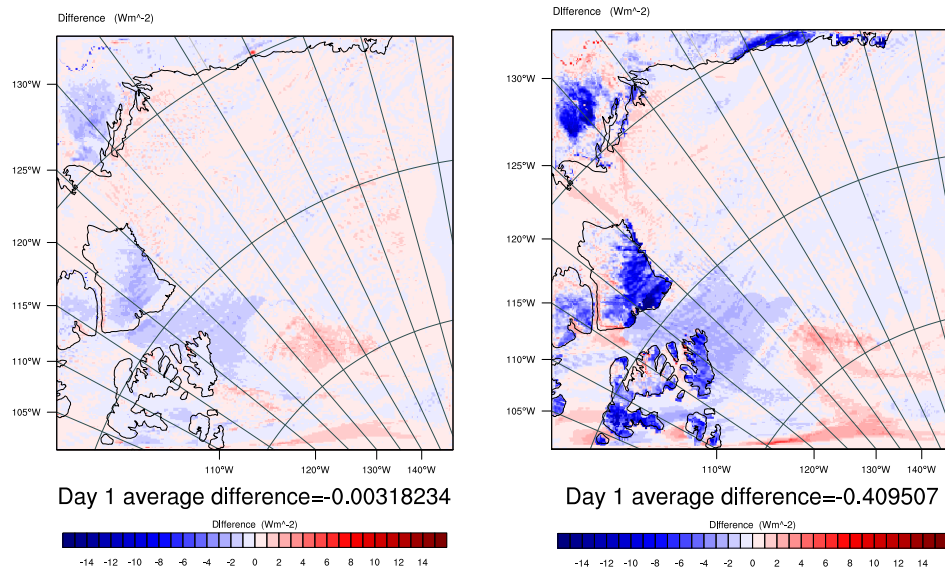 Difference (Wm^-2)
130°W
125°W
120°W
115°W
110°W
105°W
110°W 120°W 130°W 140°W
Day 1 average difference=-0.00318234
DIfference (Wm^-2)
-14 -12 -10 -8 -6 -4 -2 0 2 4 6 8 10 12 14
DIfference (Wm^-2)
130°W
125°W
120°W
115°W
110°W
105°W
110°W 120°W 130°W 140°W
Day 1 average difference=-0.409507
DIfference (Wm^-2)
-14 -12 -10 -8 -6 -4 -2 0 2 4 6 8 10 12 14